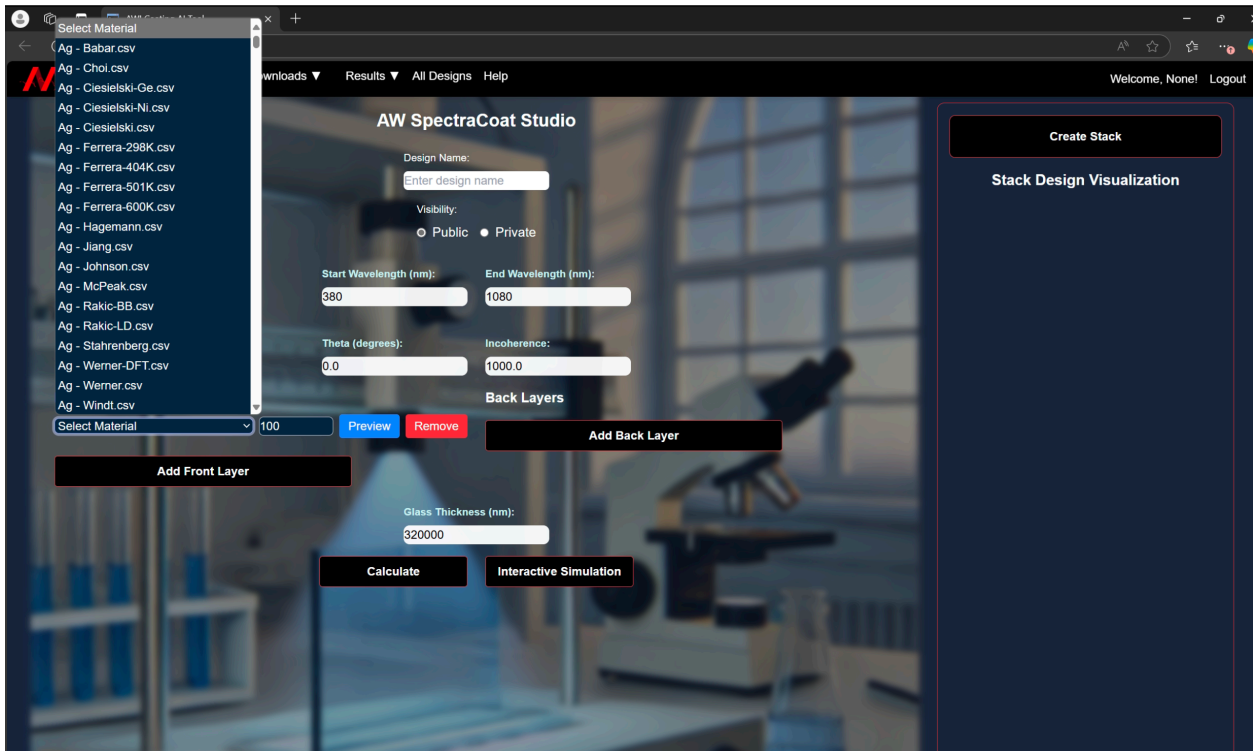 Select Material
Ag - Babar.csv
Ag - Choi.csv
Ag - Ciesielski-Ge.csv
Ag - Ciesielski-Ni.csv
Ag - Ciesielski.csv
Ag - Ferrera-298K.csv
Ag - Ferrera-404K.csv
Ag - Ferrera-501K.csv
Ag - Ferrera-600K.csv
Ag - Hagemann.csv
Ag - Jiang.csv
Ag - Johnson.csv
Ag - McPeak.csv
Ag - Rakic-BB.csv
Ag - Rakic-LD.csv
Ag - Stahrenberg.csv
Ag - Werner-DFT.csv
Ag - Werner.csv
Ag - Windt.csv
Results ▼ All Designs Help
Welcome, None! Logout
AW SpectraCoat Studio
Design Name:
Enter design name
Visibility:
Public Private
Start Wavelength (nm): End Wavelength (nm):
380 1080
Theta (degrees): Incoherence:
0.0 1000.0
Back Layers
Select Material 100 Preview Remove
Add Back Layer
Add Front Layer
Glass Thickness (nm):
320000
Calculate Interactive Simulation
Create Stack
Stack Design Visualization